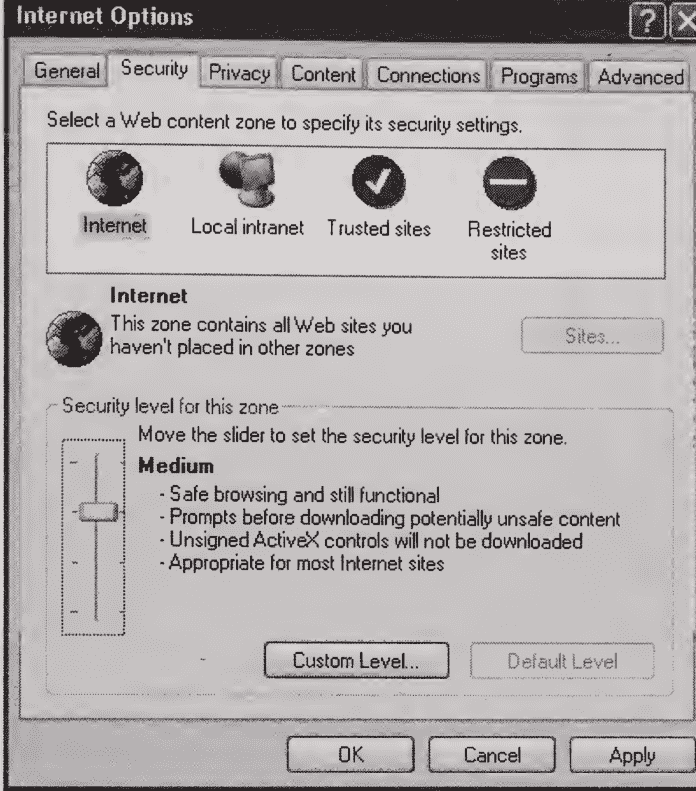 Internet Options
General Security Privacy Content Connections Programs Advanced
Select a Web content zone to specify its security settings.
Internet Local intranet Trusted sites Restricted sites
Internet
This zone contains all Web sites you
haven't placed in other zones
Sites...
Security level for this zone
Move the slider to set the security level for this zone.
Medium
- Safe browsing and still functional
- Prompts before downloading potentially unsafe content
- Unsigned ActiveX controls will not be downloaded
- Appropriate for most Internet sites
Custom Level... Default Level
OK Cancel Apply